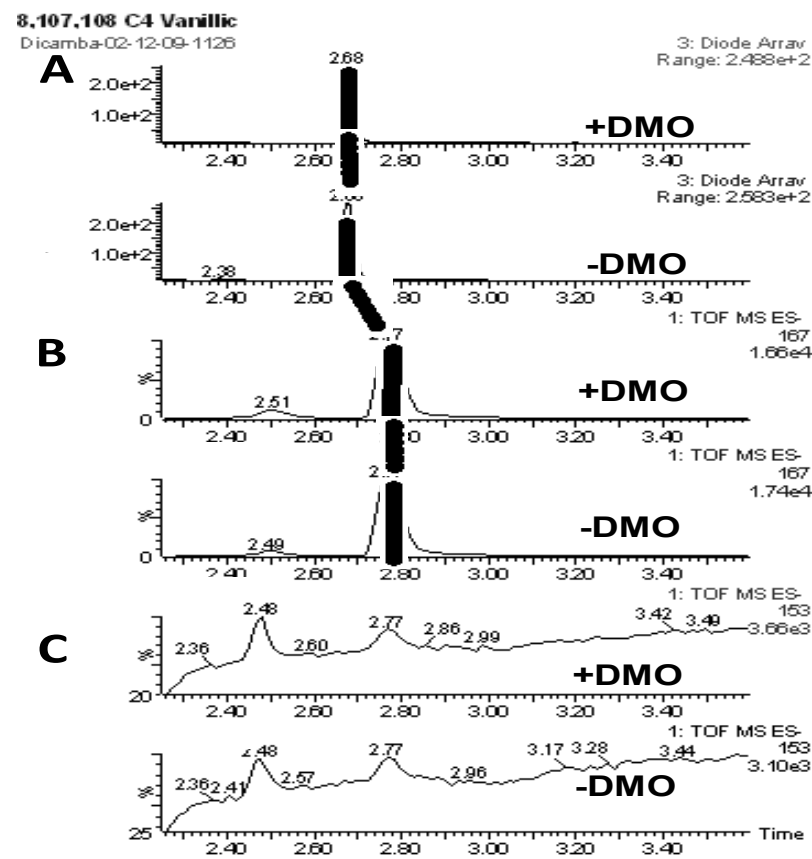 8,107,108 C4 Vanillic
Dicamba-02-12-09-1126
3: Diode Array
Range: 2.488e+2
A
2.68
2.0e+2
1.0e+2
+DMO
2.40 2.60 2.80 3.00 3.20 3.40
3: Diode Array
Range: 2.583e+2
2.0e+2
1.0e+2
2.38
-DMO
2.40 2.60 2.80 3.00 3.20 3.40
1: TOF MS ES-
167
1.66e4
B
%
2.51
+DMO
0
2.40 2.60 3.00 3.20 3.40
1: TOF MS ES-
167
1.74e4
%
2.49
-DMO
0
2.40 2.60 2.80 3.00 3.20 3.40
1: TOF MS ES-
153
3.66e3
C
%
2.36 2.48 2.60 2.77 2.86 2.99 3.42 3.49
+DMO
20
2.40 2.60 2.80 3.00 3.20 3.40
1: TOF MS ES-
153
3.10e3
%
2.36 2.41 2.48 2.57 2.77 2.96 3.17 3.28 3.44
-DMO
25
2.40 2.60 2.80 3.00 3.20 3.40
Time